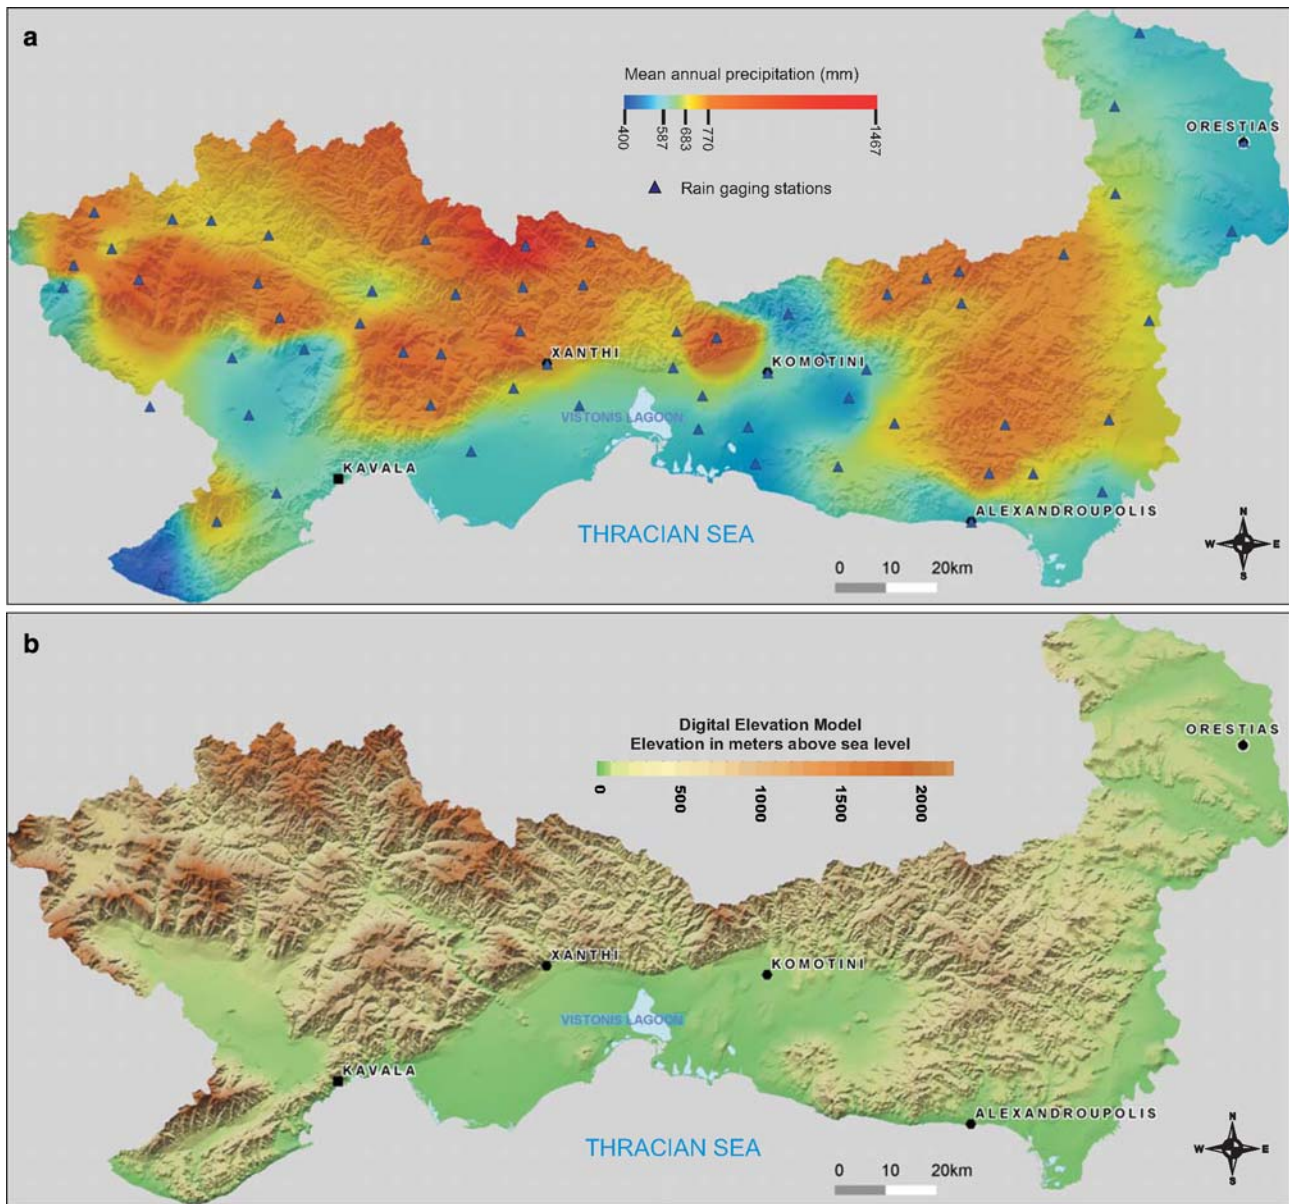 a
Mean annual precipitation (mm)
400
587
683
770
1467
Rain gaging stations
ORESTIAS
XANTHI
KOMOTINI
VISTONIS LAGOON
KAVALA
ALEXANDROUPOLIS
THRACIAN SEA
N
W E
S
0 10 20km
b
Digital Elevation Model
Elevation in meters above sea level
0
500
1000
1500
2000
ORESTIAS
XANTHI
KOMOTINI
VISTONIS LAGOON
KAVALA
ALEXANDROUPOLIS
THRACIAN SEA
N
W E
S
0 10 20km